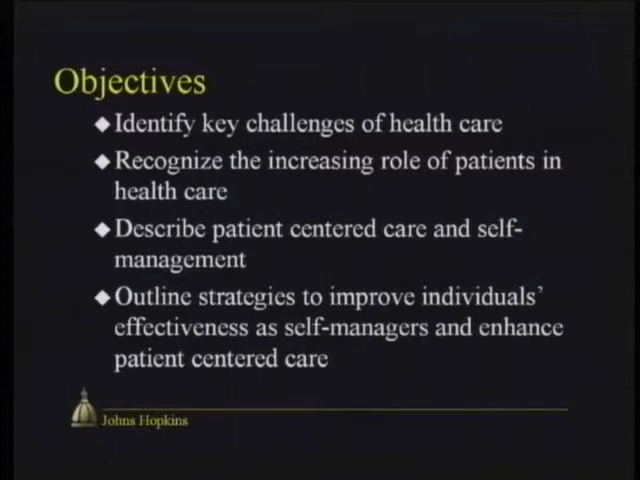 Objectives
◆Identify key challenges of health care
◆Recognize the increasing role of patients in
health care
◆Describe patient centered care and self-
management
◆Outline strategies to improve individuals’
effectiveness as self-managers and enhance
patient centered care
Johns Hopkins